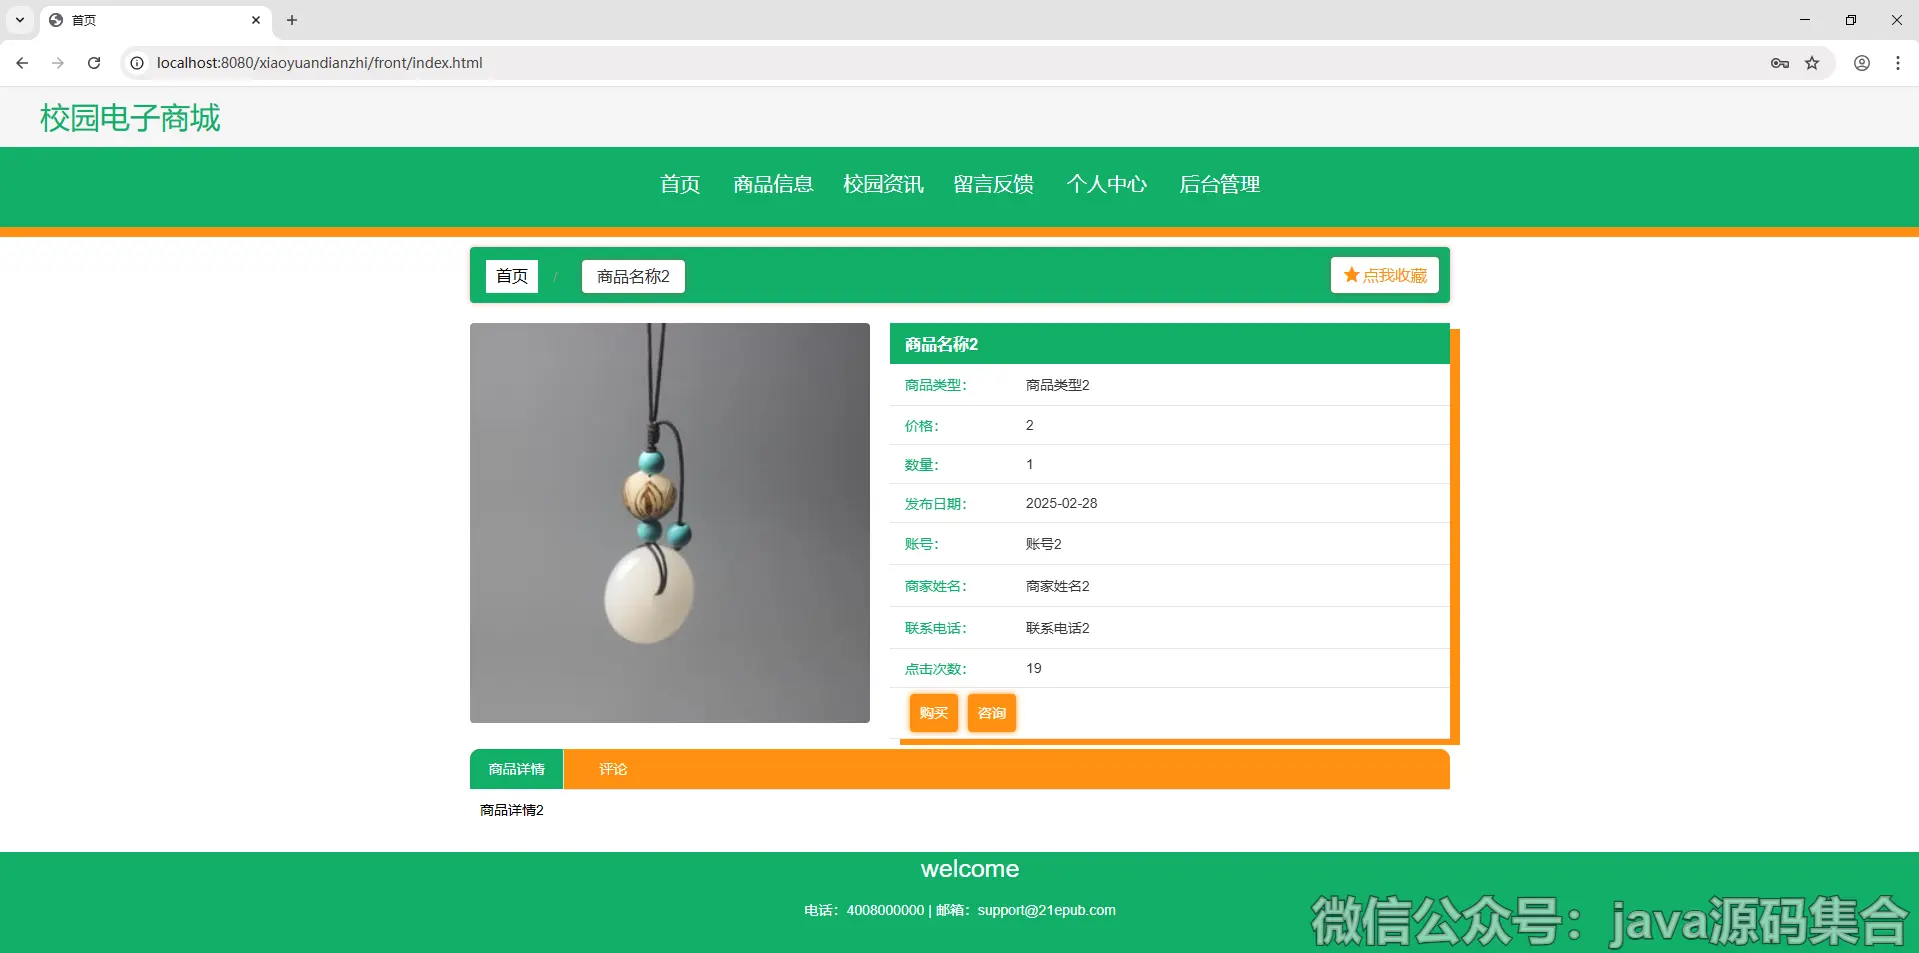 首页
localhost:8080/xiaoyuandianzhi/front/index.html
校园电子商城
首页 商品信息 校园资讯 留言反馈 个人中心 后台管理
首页 / 商品名称2 ★点我收藏
商品名称2
商品类型： 商品类型2
价格： 2
数量： 1
发布日期： 2025-02-28
账号： 账号2
商家姓名： 商家姓名2
联系电话： 联系电话2
点击次数： 19
购买 咨询
商品详情 评论
商品详情2
welcome
电话：4008000000 | 邮箱：support@21epub.com
微信公众号：java源码集合